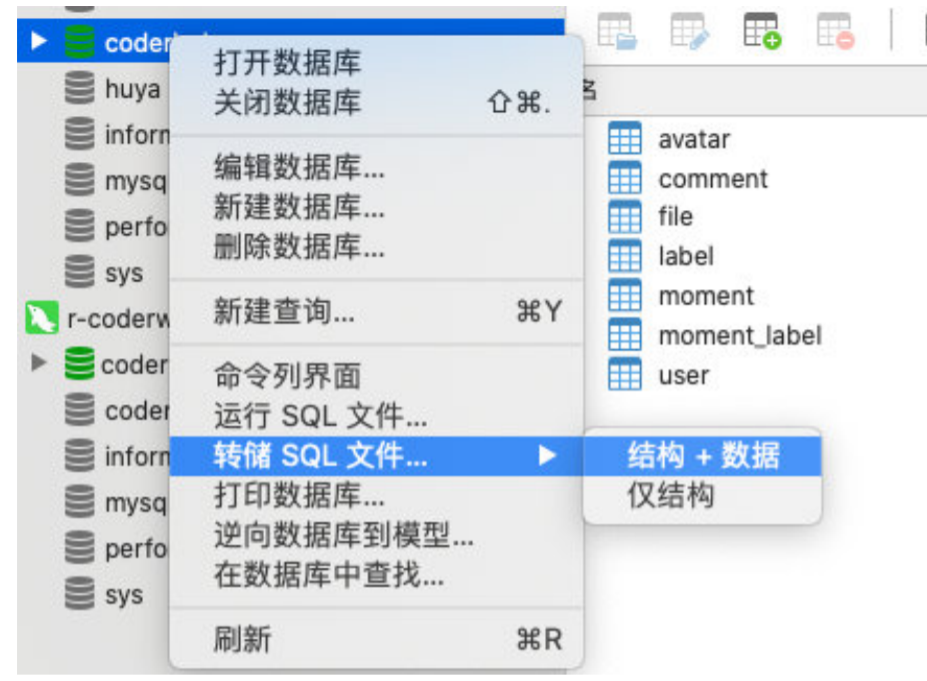 打开数据库
关闭数据库 ⇧⌘.
编辑数据库...
新建数据库...
删除数据库...
新建查询... ⌘Y
命令列界面
运行 SQL 文件...
转储 SQL 文件...
打印数据库...
逆向数据库到模型...
在数据库中查找...
刷新 ⌘R
结构 + 数据
仅结构
coder
huya
inforn
mysq
perfo
sys
r-coderw
coder
coder
inforn
mysq
perfo
sys
名
avatar
comment
file
label
moment
moment_label
user